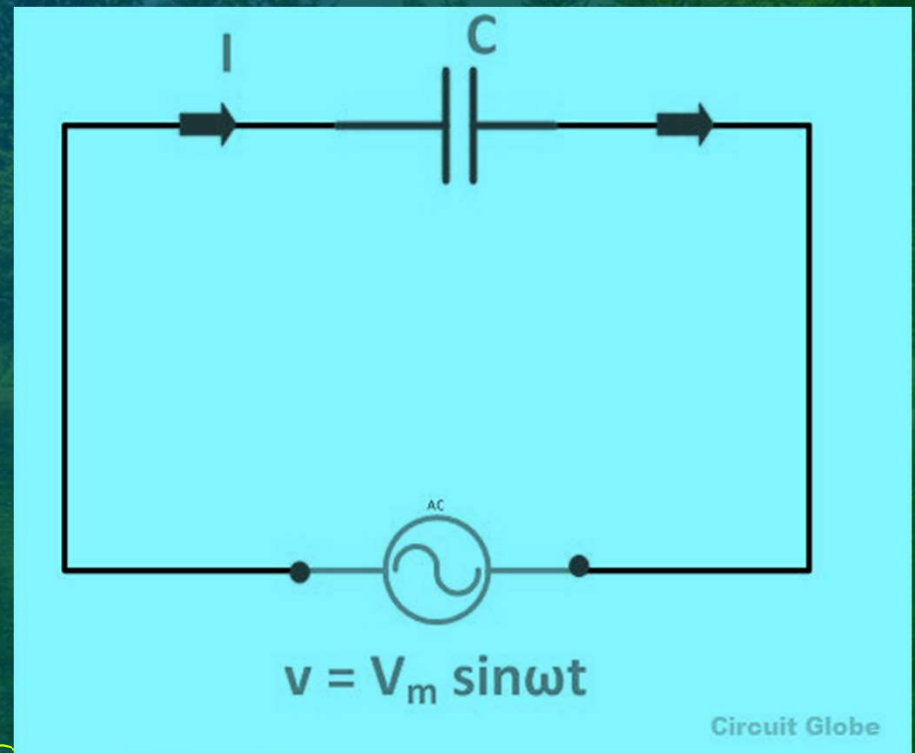 I
C
AC
v = Vₘ sinωt
Circuit Globe